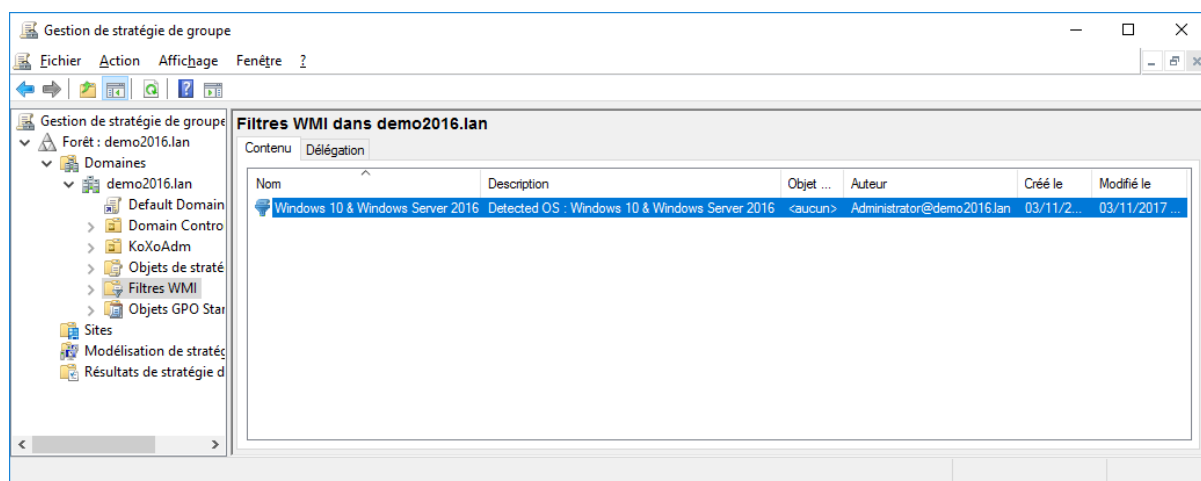 Gestion de stratégie de groupe
Fichier Action Affichage Fenêtre ?
Gestion de stratégie de groupe
Forêt : demo2016.lan
Domaines
demo2016.lan
Default Domain
Domain Contro
KoXoAdm
Objets de straté
Filtres WMI
Objets GPO Star
Sites
Modélisation de stratég
Résultats de stratégie d
Filtres WMI dans demo2016.lan
Contenu Délégation
Nom Description Objet ... Auteur Créé le Modifié le
Windows 10 & Windows Server 2016 Detected OS : Windows 10 & Windows Server 2016 <aucun> Administrator@demo2016.lan 03/11/2... 03/11/2017 ...